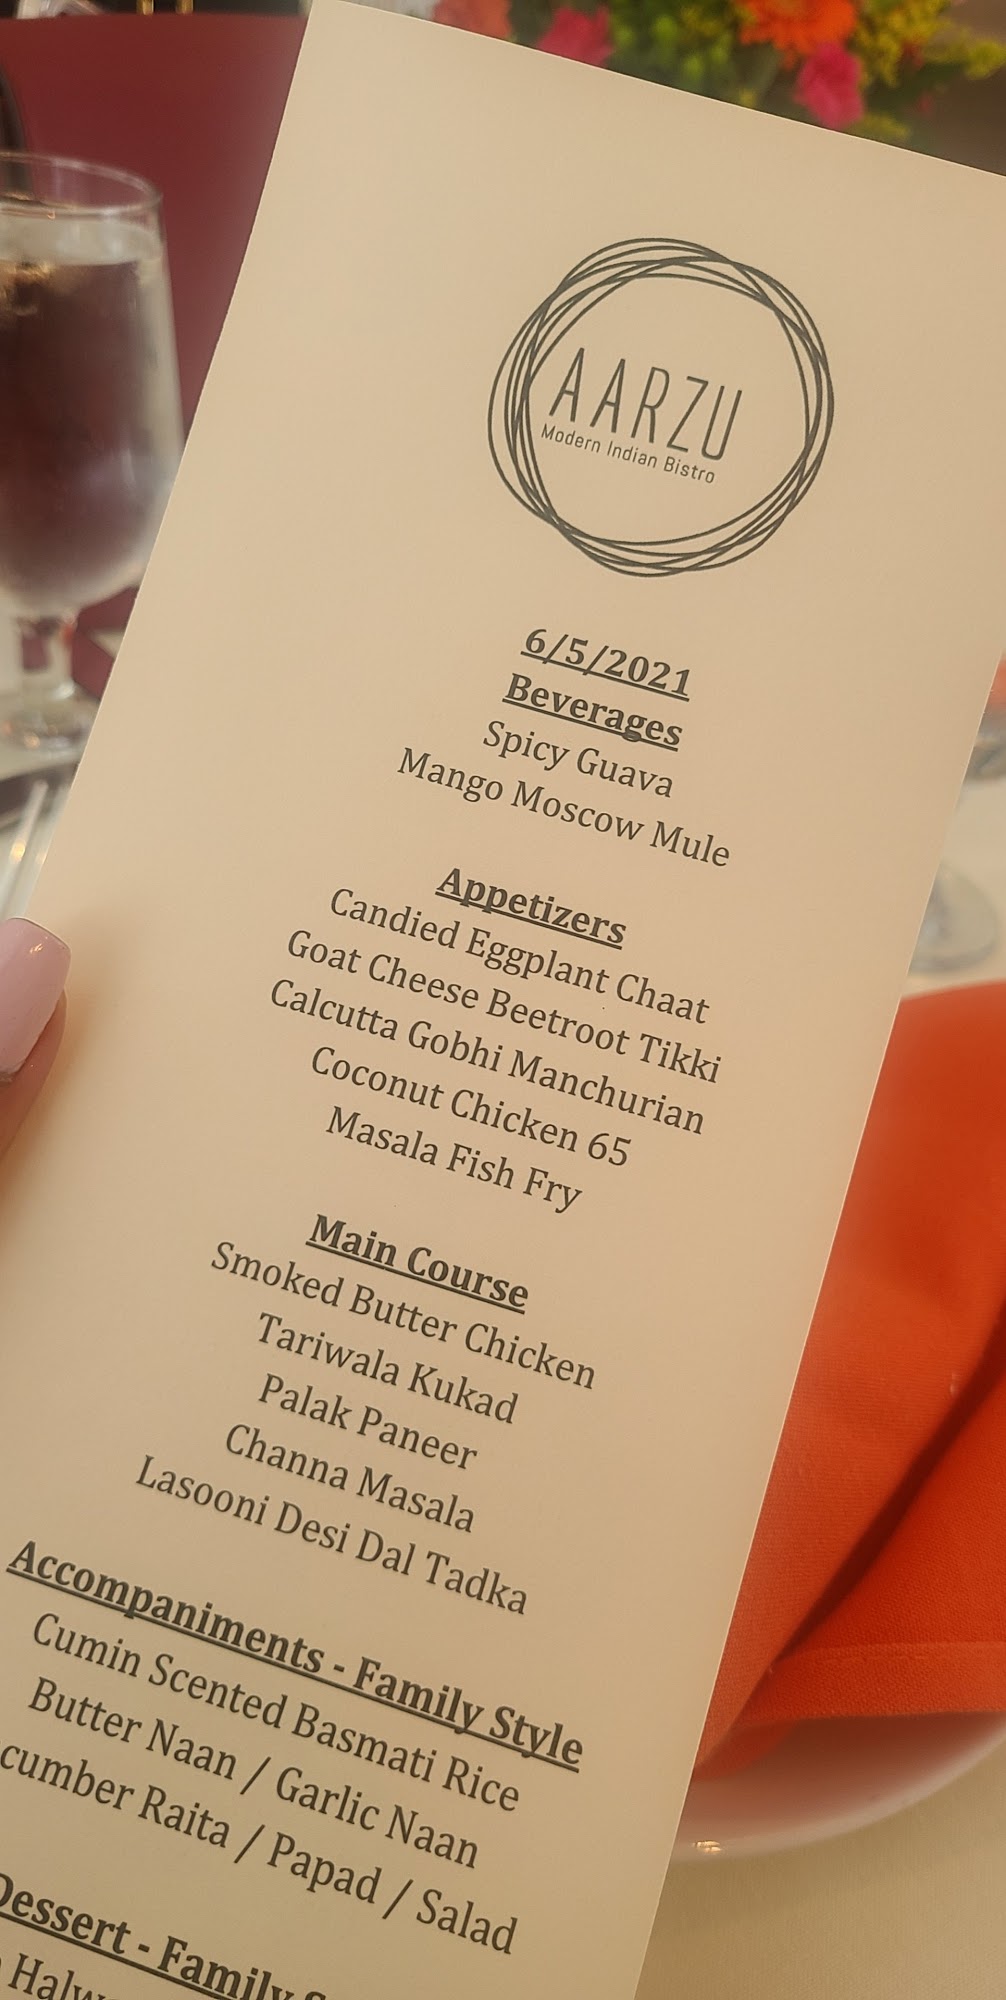 AARZU
Modern Indian Bistro
6/5/2021
Beverages
Spicy Guava
Mango Moscow Mule
Appetizers
Candied Eggplant Chaat
Goat Cheese Beetroot Tikki
Calcutta Gobhi Manchurian
Coconut Chicken 65
Masala Fish Fry
Main Course
Smoked Butter Chicken
Tariwala Kukad
Palak Paneer
Channa Masala
Lasooni Desi Dal Tadka
Accompaniments - Family Style
Cumin Scented Basmati Rice
Butter Naan / Garlic Naan
cumber Raita / Papad / Salad
Dessert - Family